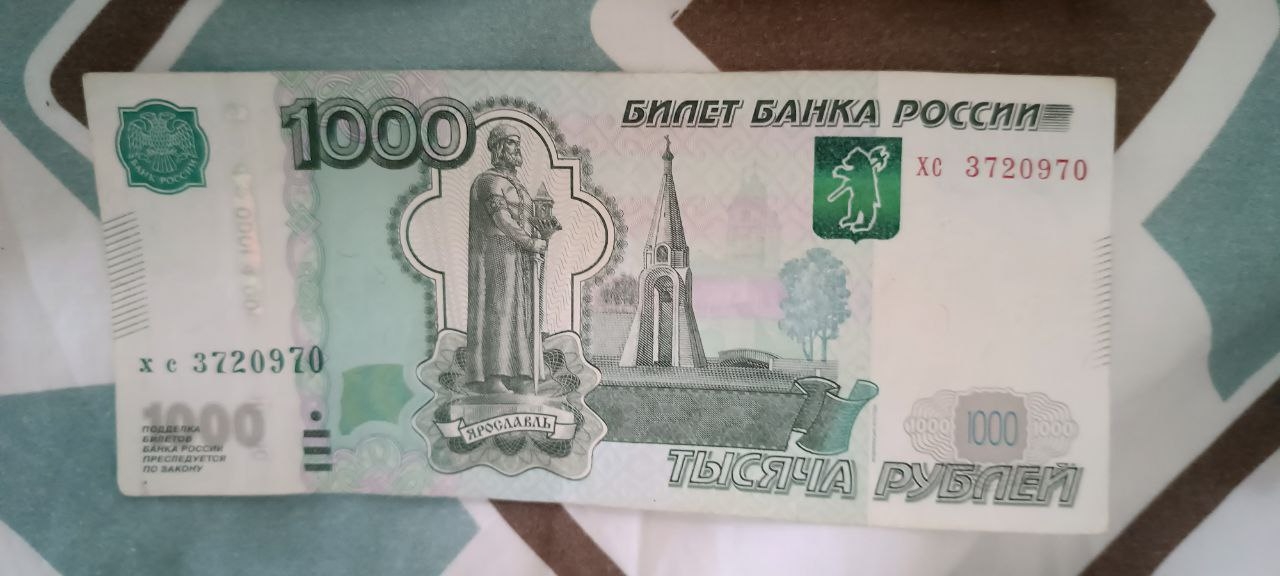 1000
БИЛЕТ БАНКА РОССИИ
БАНК РОССИИ
хс 3720970
хс 3720970
1000
ПОДДЕЛКА
БИЛЕТОВ
БАНКА РОССИИ
ПРЕСЛЕДУЕТСЯ
ПО ЗАКОНУ
ЯРОСЛАВЛЬ
1000 1000 1000
ТЫСЯЧА РУБЛЕЙ